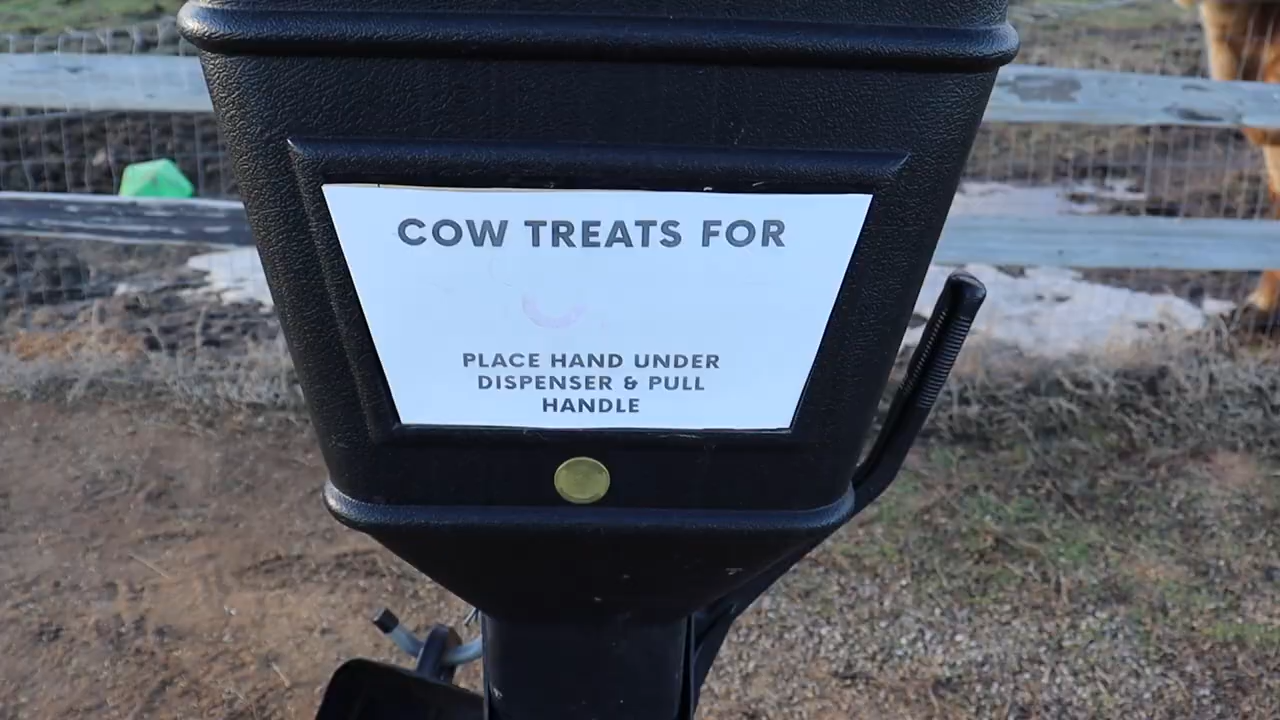 COW TREATS FOR
PLACE HAND UNDER
DISPENSER & PULL
HANDLE